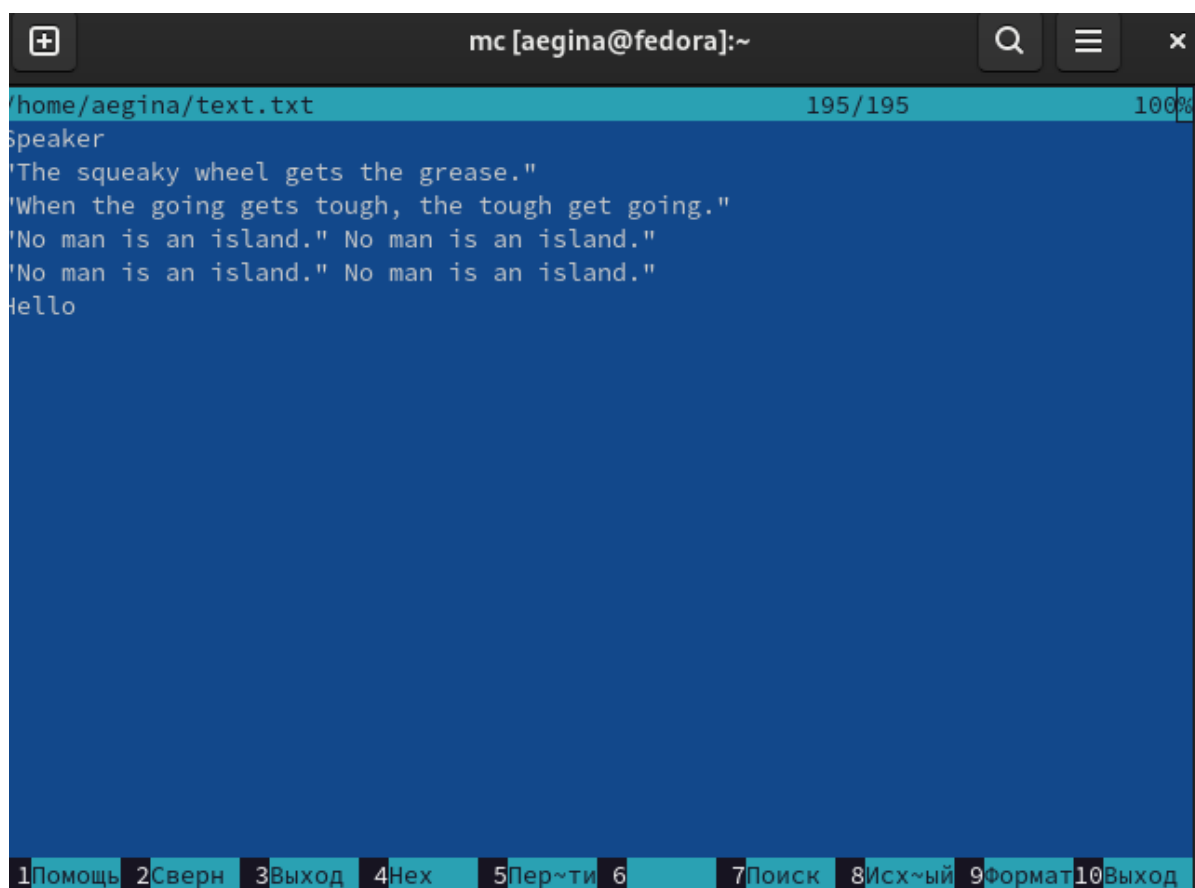 mc [aegina@fedora]:~
/home/aegina/text.txt 195/195 100%
Speaker
"The squeaky wheel gets the grease."
"When the going gets tough, the tough get going."
"No man is an island." No man is an island."
"No man is an island." No man is an island."
Hello
1Помощь 2Сверн 3Выход 4Hex 5Пер~ти 6 7Поиск 8Исх~ый 9Формат10Выход